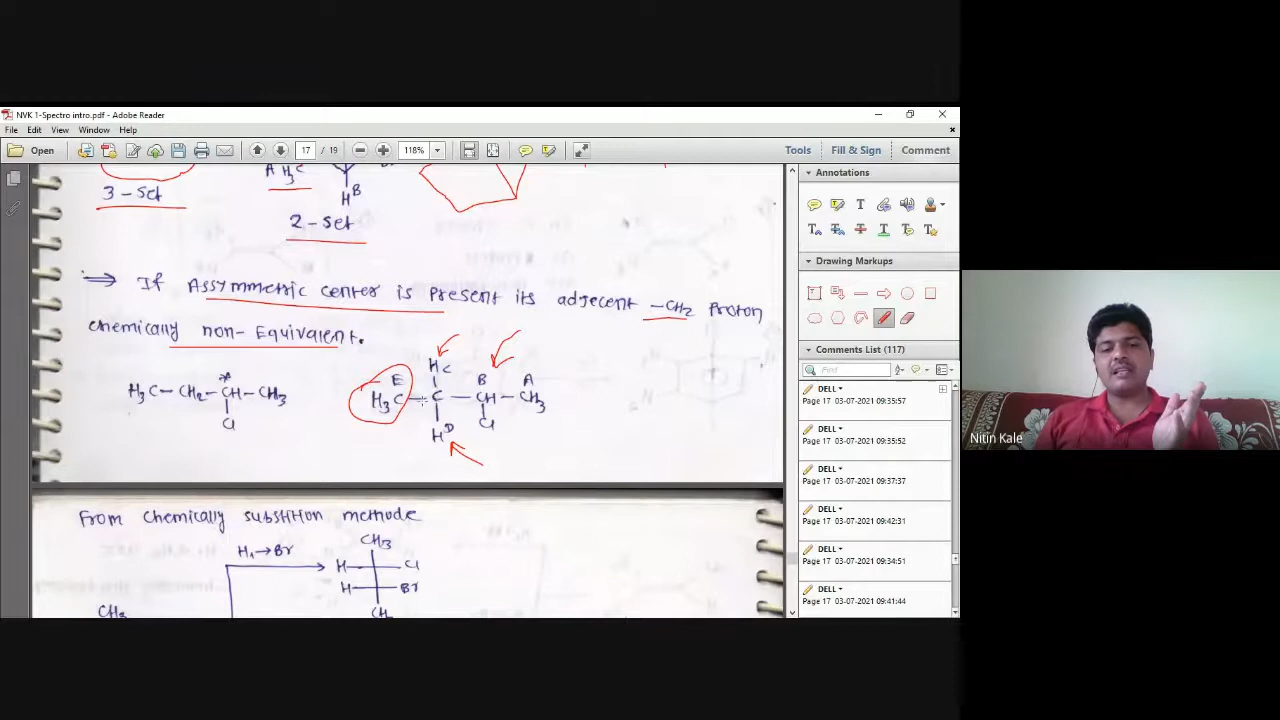 NVK 1-Spectro intro.pdf - Adobe Reader
File Edit View Window Help
Open 17 / 19 118% Tools Fill & Sign Comment
A H3C
HB
3 - Set
2 - Set
⇒ If Assymmetric center is present its adjecent -CH2 Proton
chemically non-Equivalent.
H3C - CH2 - *CH - CH3
Cl
HC
E B A
H3C - C - CH - CH3
HD Cl
From chemically substition methode
H1→Br
CH3
H Cl
H Br
CH3
Annotations
Drawing Markups
Comments List (117)
Find
DELL
Page 17 03-07-2021 09:35:57
DELL
Page 17 03-07-2021 09:35:52
DELL
Page 17 03-07-2021 09:37:37
DELL
Page 17 03-07-2021 09:42:31
DELL
Page 17 03-07-2021 09:34:51
DELL
Page 17 03-07-2021 09:41:44
Nitin Kale